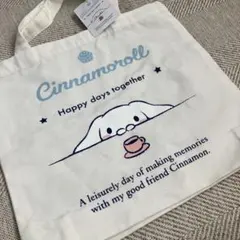 Cinnamoroll
Happy days together
A leisurely day of making memories
with my good friend Cinnamon.